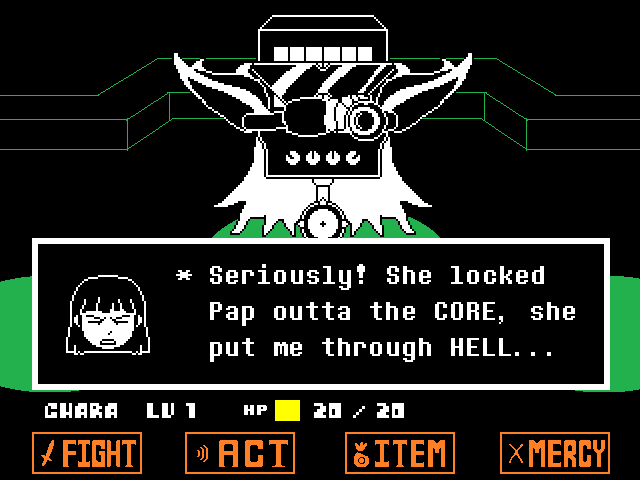 * Seriously! She locked
Pap outta the CORE, she
put me through HELL...
CHARA LV 1 HP 20 / 20
FIGHT ACT ITEM MERCY